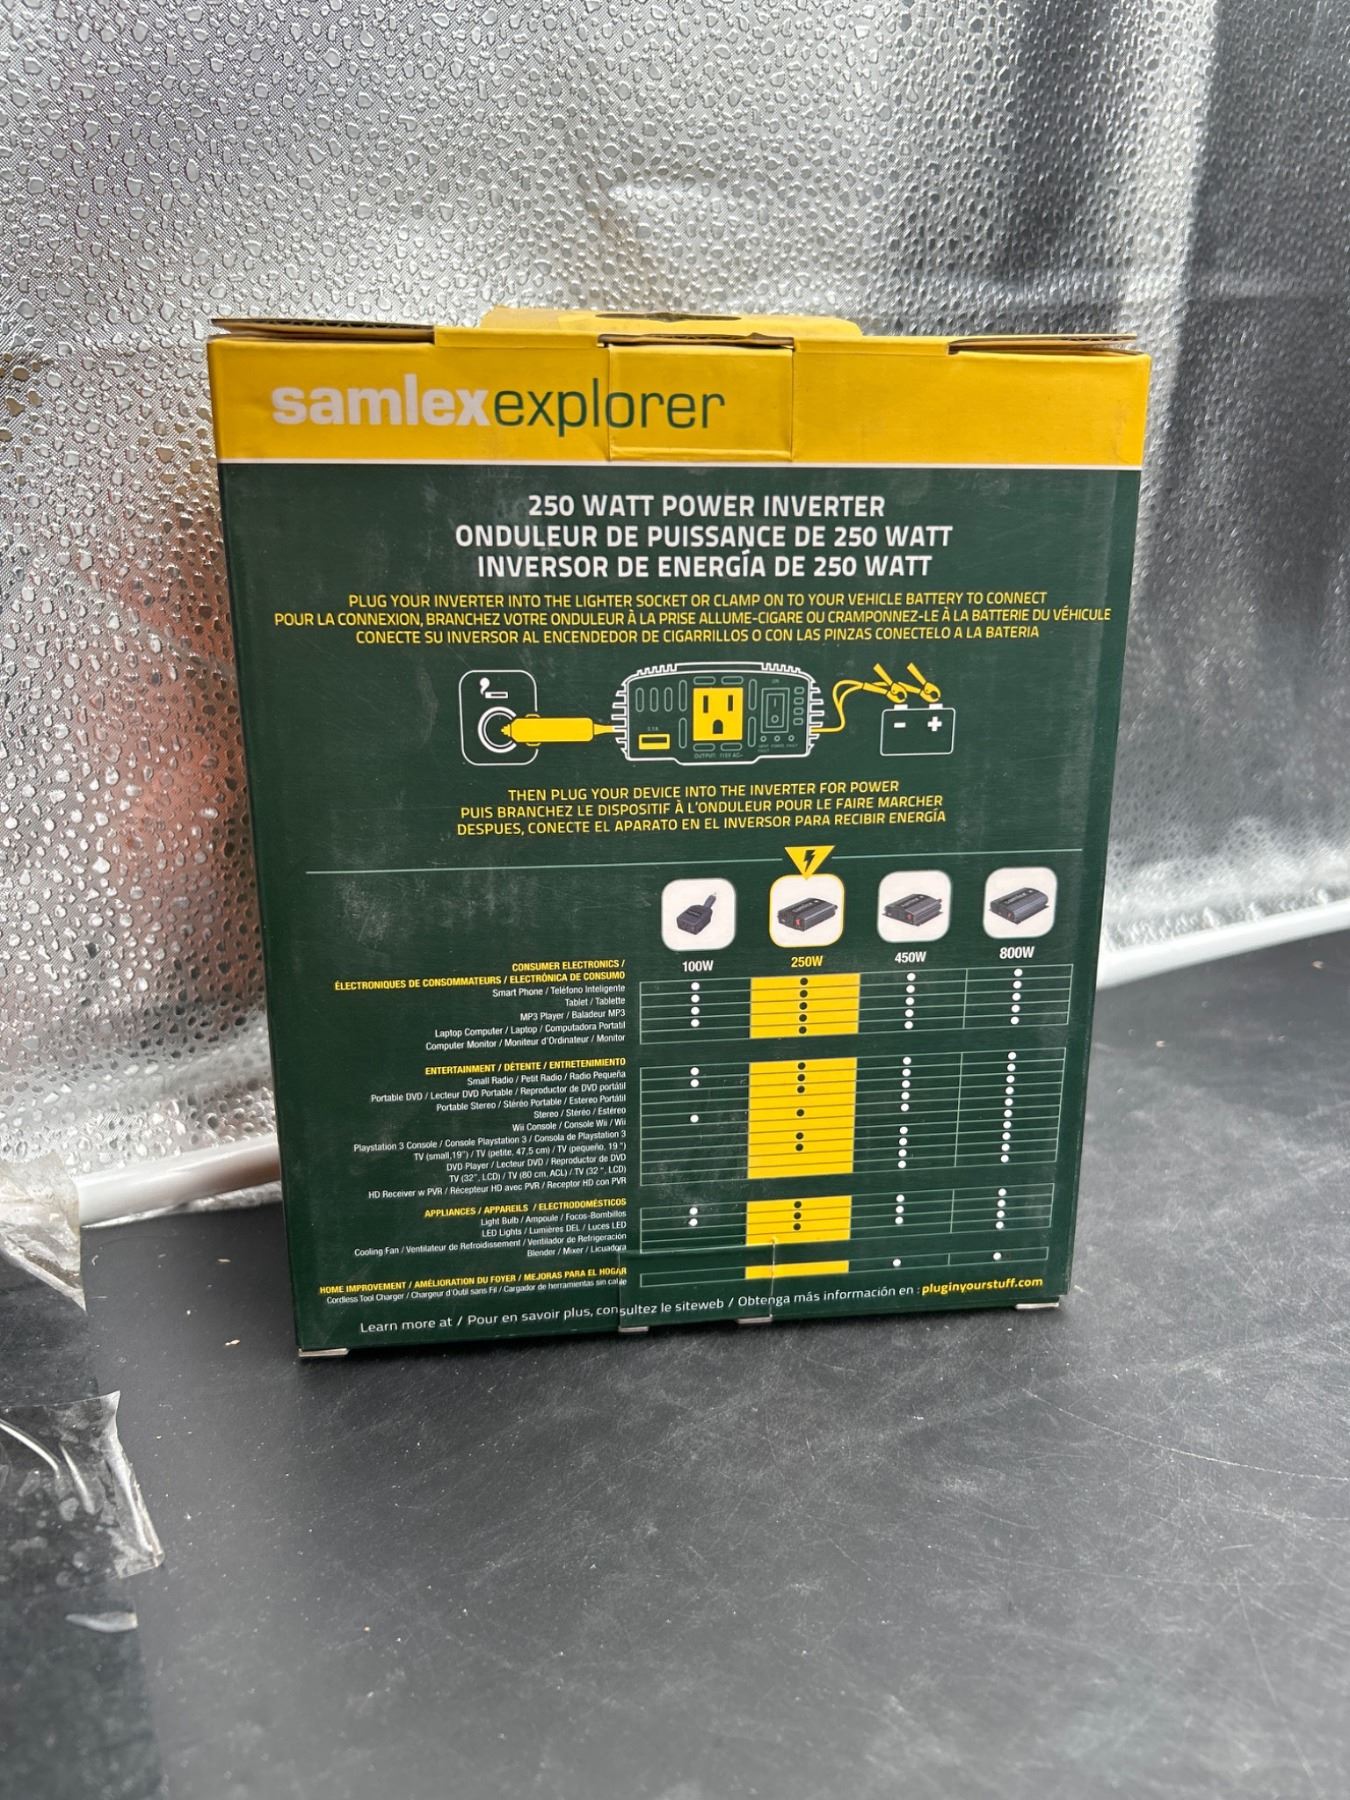 samlexexplorer
250 WATT POWER INVERTER
ONDULEUR DE PUISSANCE DE 250 WATT
INVERSOR DE ENERGÍA DE 250 WATT
PLUG YOUR INVERTER INTO THE LIGHTER SOCKET OR CLAMP ON TO YOUR VEHICLE BATTERY TO CONNECT
POUR LA CONNEXION, BRANCHEZ VOTRE ONDULEUR À LA PRISE ALLUME-CIGARE OU CRAMPONNEZ-LE À LA BATTERIE DU VÉHICULE
CONECTE SU INVERSOR AL ENCENDEDOR DE CIGARRILLOS O CON LAS PINZAS CONECTELO A LA BATERIA
OUTPUT: 115V AC~
THEN PLUG YOUR DEVICE INTO THE INVERTER FOR POWER
PUIS BRANCHEZ LE DISPOSITIF À L'ONDULEUR POUR LE FAIRE MARCHER
DESPUES, CONECTE EL APARATO EN EL INVERSOR PARA RECIBIR ENERGÍA
100W 250W 450W 800W
CONSUMER ELECTRONICS /
ÉLECTRONIQUES DE CONSOMMATEURS / ELECTRÓNICA DE CONSUMO
Smart Phone / Teléfono Inteligente
Tablet / Tablette
MP3 Player / Baladeur MP3
Laptop Computer / Laptop / Computadora Portatil
Computer Monitor / Moniteur d'Ordinateur / Monitor
ENTERTAINMENT / DÉTENTE / ENTRETENIMIENTO
Small Radio / Petit Radio / Radio Pequeña
Portable DVD / Lecteur DVD Portable / Reproductor de DVD portátil
Portable Stereo / Stéréo Portable / Estereo Portátil
Stereo / Stéréo / Estéreo
Wii Console / Console Wii / Wii
Playstation 3 Console / Console Playstation 3 / Consola de Playstation 3
TV (small,19") / TV (petite, 47,5 cm) / TV (pequeño, 19 ")
DVD Player / Lecteur DVD / Reproductor de DVD
TV (32", LCD) / TV (80 cm, ACL) / TV (32 ", LCD)
HD Receiver w PVR / Récepteur HD avec PVR / Receptor HD con PVR
APPLIANCES / APPAREILS / ELECTRODOMÉSTICOS
Light Bulb / Ampoule / Focos-Bombillos
LED Lights / Lumières DEL / Luces LED
Cooling Fan / Ventilateur de Refroidissement / Ventilador de Refrigeracion
Blender / Mixer / Licuadora
HOME IMPROVEMENT / AMÉLIORATION DU FOYER / MEJORAS PARA EL HOGAR
Cordless Tool Charger / Chargeur d'Outil sans Fil / Cargador de herramientas sin cable
Learn more at / Pour en savoir plus, consultez le siteweb / Obtenga más información en : pluginyourstuff.com